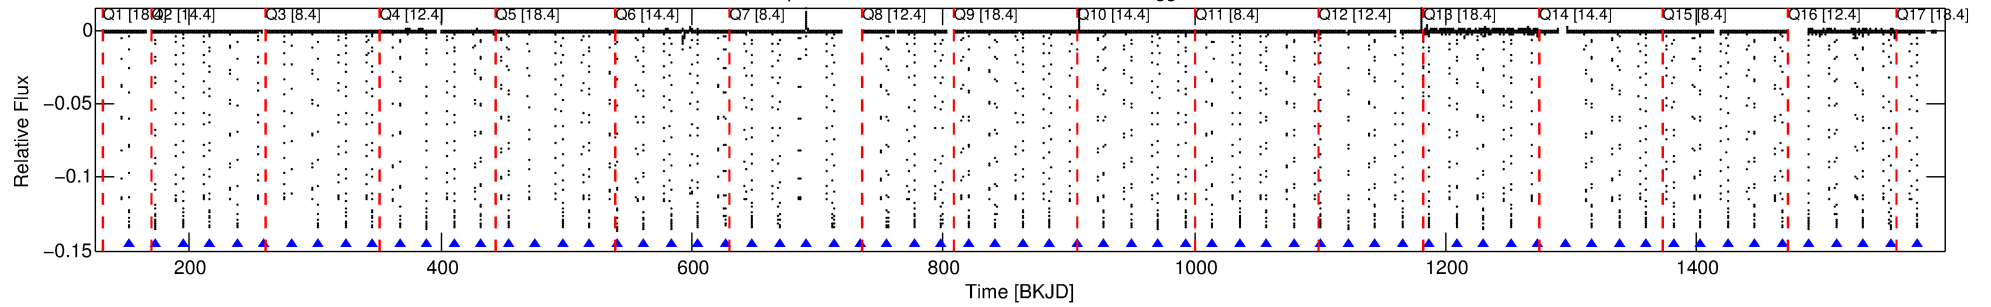 Q1 [18.4] Q2 [14.4] Q3 [8.4] Q4 [12.4] Q5 [18.4] Q6 [14.4] Q7 [8.4] Q8 [12.4] Q9 [18.4] Q10 [14.4] Q11 [8.4] Q12 [12.4] Q13 [18.4] Q14 [14.4] Q15 [8.4] Q16 [12.4] Q17 [18.4]
0
−0.05
−0.1
−0.15
Relative Flux
200 400 600 800 1000 1200 1400
Time [BKJD]